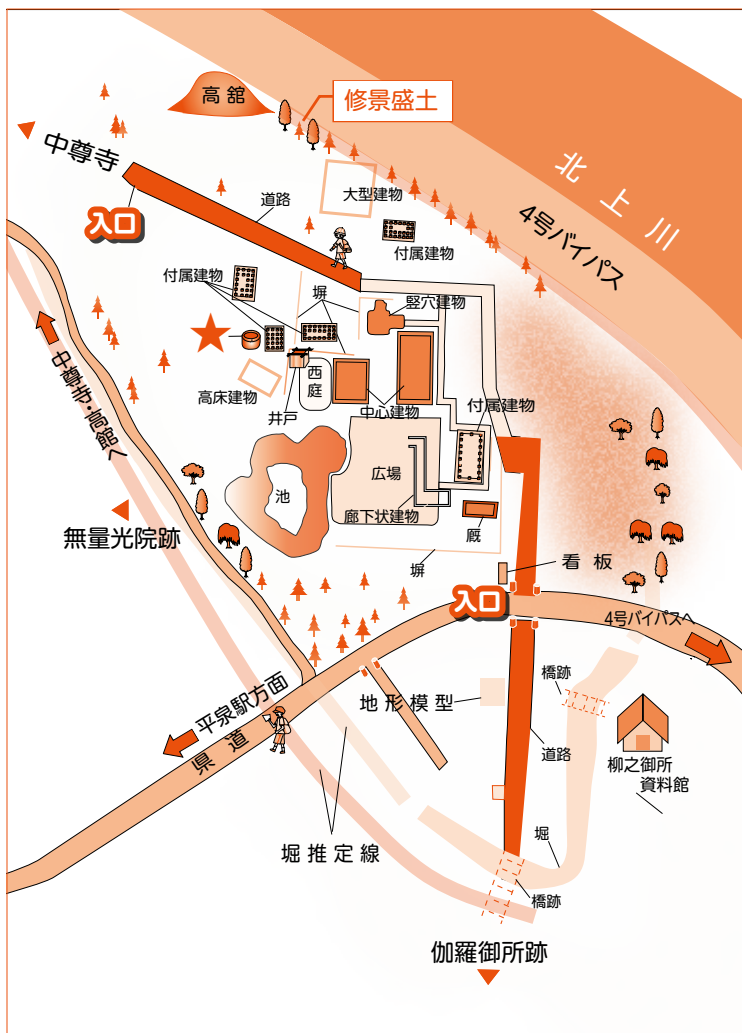 高舘
修景盛土
中尊寺
北上川
4号バイパス
大型建物
道路
入口
付属建物
付属建物
塀
竪穴建物
西庭
高床建物
井戸
中心建物
付属建物
中尊寺・高館へ
広場
池
廊下状建物
厩
無量光院跡
塀
看板
入口
4号バイパスへ
橋跡
平泉駅方面
地形模型
県道
道路
柳之御所
資料館
堀
堀推定線
橋跡
伽羅御所跡